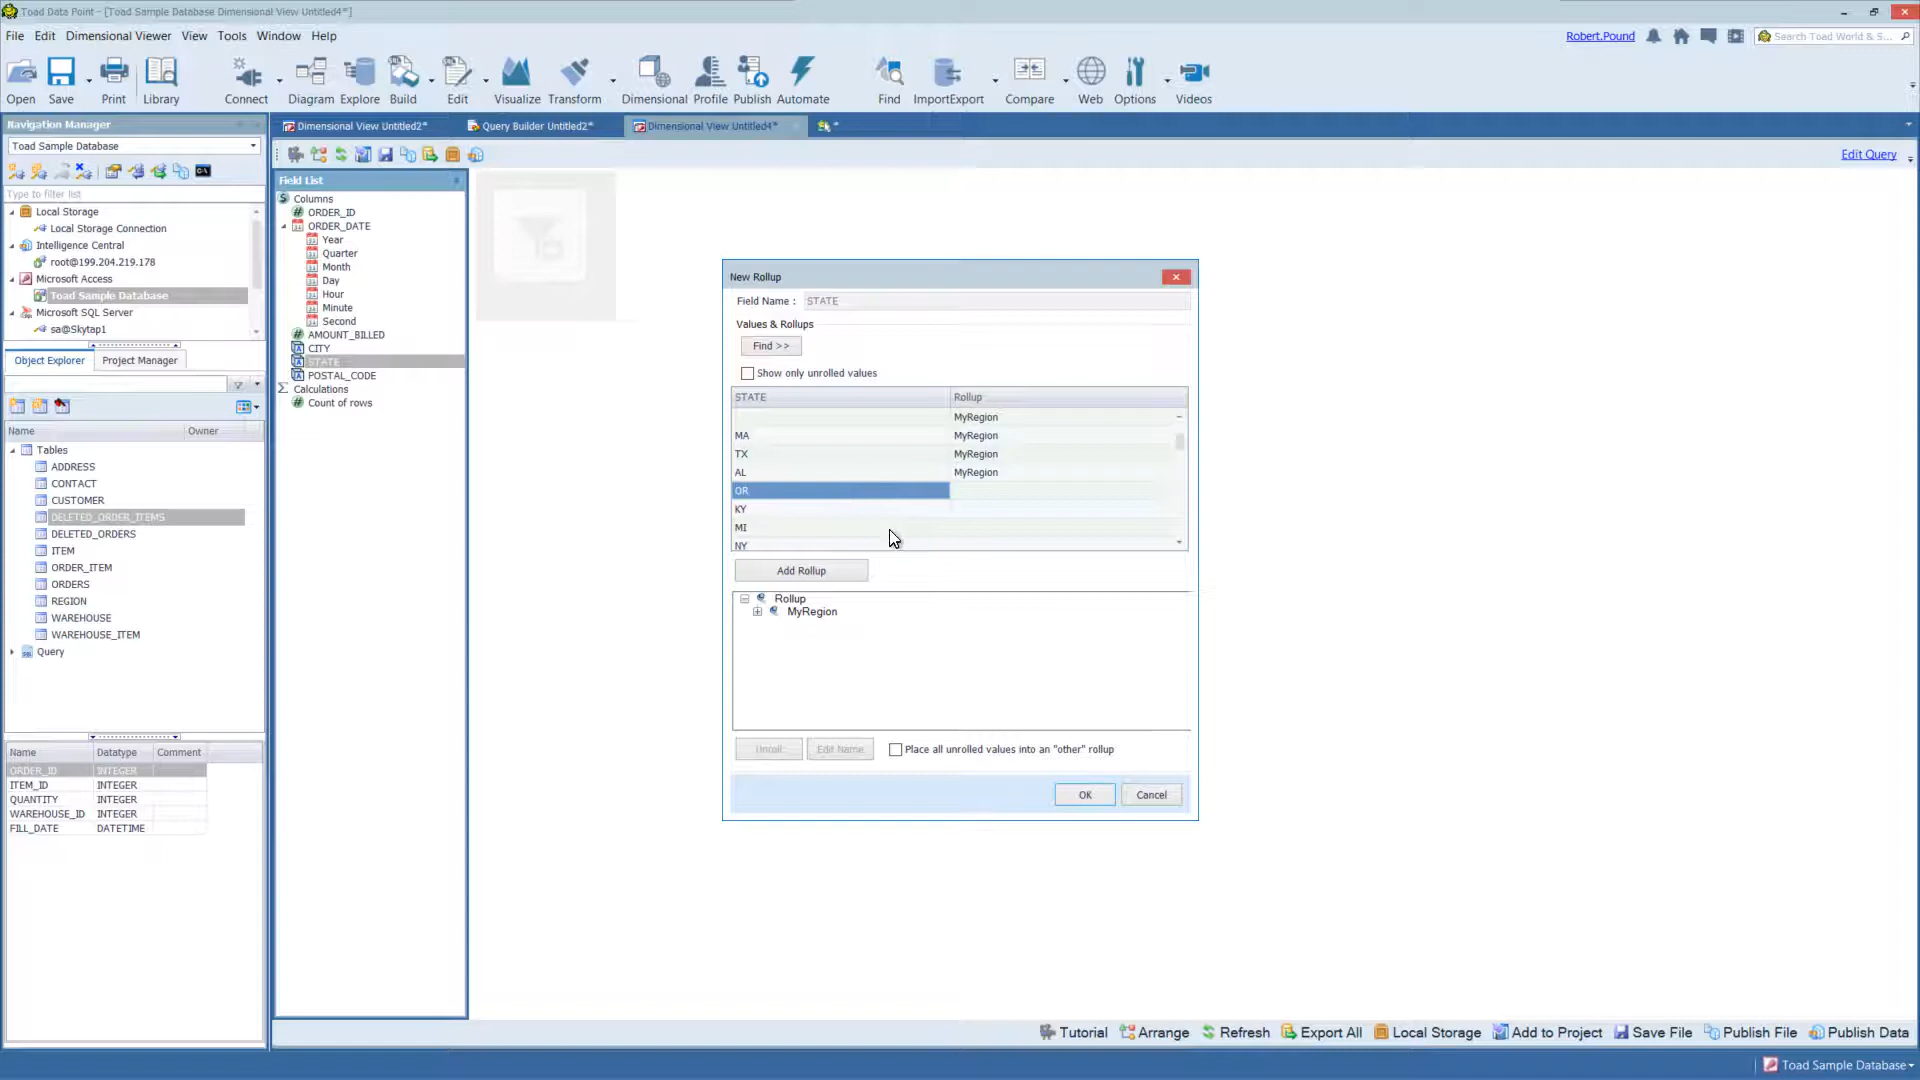 Toad Data Point - [Toad Sample Database Dimensional View Untitled4*]
File Edit Dimensional Viewer View Tools Window Help
Robert.Pound
Search Toad World & S...
Open Save Print Library Connect Diagram Explore Build Edit Visualize Transform Dimensional Profile Publish Automate Find ImportExport Compare Web Options Videos
Navigation Manager
Toad Sample Database
Type to filter list
Local Storage
Local Storage Connection
Intelligence Central
root@199.204.219.178
Microsoft Access
Toad Sample Database
Microsoft SQL Server
sa@Skytap1
Object Explorer Project Manager
Name Owner
Tables
ADDRESS
CONTACT
CUSTOMER
DELETED_ORDER_ITEMS
DELETED_ORDERS
ITEM
ORDER_ITEM
ORDERS
REGION
WAREHOUSE
WAREHOUSE_ITEM
Query
Name Datatype Comment
ORDER_ID INTEGER
ITEM_ID INTEGER
QUANTITY INTEGER
WAREHOUSE_ID INTEGER
FILL_DATE DATETIME
Dimensional View Untitled2* Query Builder Untitled2* Dimensional View Untitled4*
Edit Query
Field List
Columns
ORDER_ID
ORDER_DATE
Year
Quarter
Month
Day
Hour
Minute
Second
AMOUNT_BILLED
CITY
STATE
POSTAL_CODE
Calculations
Count of rows
New Rollup
Field Name : STATE
Values & Rollups
Find >>
Show only unrolled values
STATE Rollup
MyRegion
MA MyRegion
TX MyRegion
AL MyRegion
OR
KY
MI
NY
Add Rollup
Rollup
MyRegion
Unroll Edit Name Place all unrolled values into an "other" rollup
OK Cancel
Tutorial Arrange Refresh Export All Local Storage Add to Project Save File Publish File Publish Data
Toad Sample Database